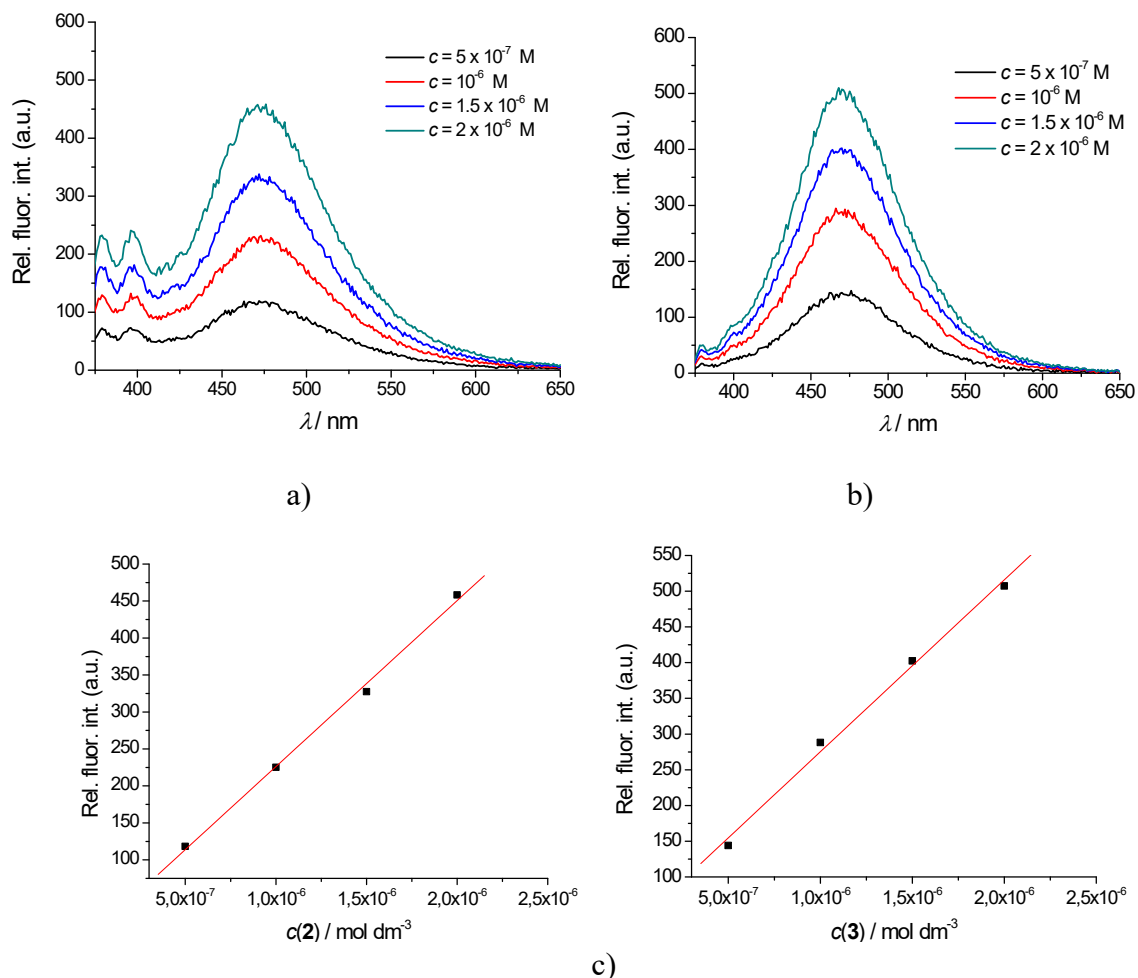 600
500
400
300
200
100
0
400 450 500 550 600 650
Rel. fluor. int. (a.u.)
λ / nm
c = 5 x 10⁻⁷ M
c = 10⁻⁶ M
c = 1.5 x 10⁻⁶ M
c = 2 x 10⁻⁶ M
a)
600
500
400
300
200
100
0
400 450 500 550 600 650
Rel. fluor. int. (a.u.)
λ / nm
c = 5 x 10⁻⁷ M
c = 10⁻⁶ M
c = 1.5 x 10⁻⁶ M
c = 2 x 10⁻⁶ M
b)
500
450
400
350
300
250
200
150
100
5,0x10⁻⁷ 1,0x10⁻⁶ 1,5x10⁻⁶ 2,0x10⁻⁶ 2,5x10⁻⁶
Rel. fluor. int. (a.u.)
c(2) / mol dm⁻³
550
500
450
400
350
300
250
200
150
100
5,0x10⁻⁷ 1,0x10⁻⁶ 1,5x10⁻⁶ 2,0x10⁻⁶ 2,5x10⁻⁶
Rel. fluor. int. (a.u.)
c(3) / mol dm⁻³
c)